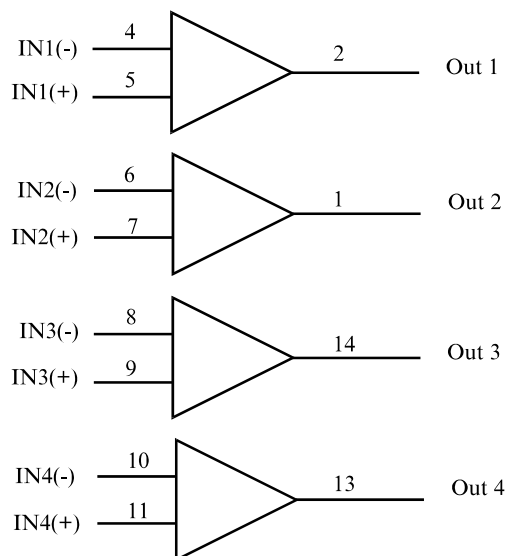 IN1(-) 4 2 Out 1
IN1(+) 5
IN2(-) 6 1 Out 2
IN2(+) 7
IN3(-) 8 14 Out 3
IN3(+) 9
IN4(-) 10 13 Out 4
IN4(+) 11